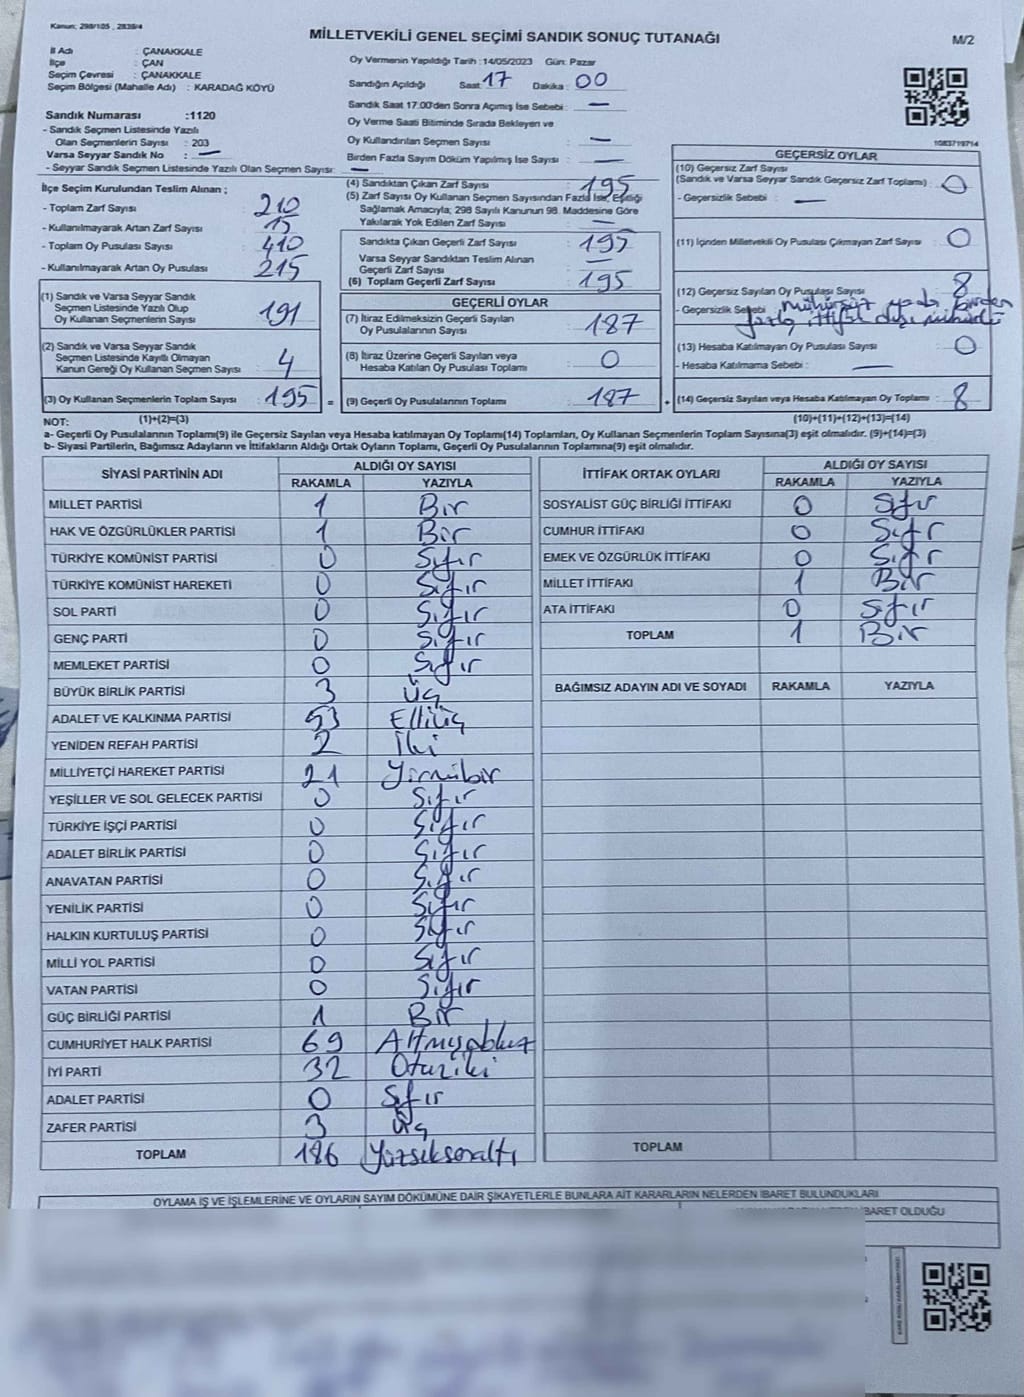 Kanun; 298/105 , 2839/4
MİLLETVEKİLİ GENEL SEÇİMİ SANDIK SONUÇ TUTANAĞI
M/2
İl Adı : ÇANAKKALE
İlçe : ÇAN
Seçim Çevresi : ÇANAKKALE
Seçim Bölgesi (Mahalle Adı) : KARADAĞ KÖYÜ
Oy Vermenin Yapıldığı Tarih : 14/05/2023 Gün: Pazar
Sandığın Açıldığı Saat 17 Dakika : 00
Sandık Saat 17:00'den Sonra Açımış İse Sebebi : —
Oy Verme Saati Bitiminde Sırada Bekleyen ve
Oy Kullandırılan Seçmen Sayısı : —
Birden Fazla Sayım Döküm Yapılmış İse Sayısı : —
Sandık Numarası :1120
- Sandık Seçmen Listesinde Yazılı
Olan Seçmenlerin Sayısı : 203
Varsa Seyyar Sandık No : —
- Seyyar Sandık Seçmen Listesinde Yazılı Olan Seçmen Sayısı: —
1083719714
İlçe Seçim Kurulundan Teslim Alınan ;
- Toplam Zarf Sayısı 210
- Kullanılmayarak Artan Zarf Sayısı 15
- Toplam Oy Pusulası Sayısı 410
- Kullanılmayarak Artan Oy Pusulası 215
(4) Sandıktan Çıkan Zarf Sayısı : 195
(5) Zarf Sayısı Oy Kullanan Seçmen Sayısından Fazla İse, Eşitliği
Sağlamak Amacıyla; 298 Sayılı Kanunun 98. Maddesine Göre
Yakılarak Yok Edilen Zarf Sayısı : —
Sandıkta Çıkan Geçerli Zarf Sayısı : 195
Varsa Seyyar Sandıktan Teslim Alınan
Geçerli Zarf Sayısı : —
(6) Toplam Geçerli Zarf Sayısı : 195
GEÇERSİZ OYLAR
(10) Geçersiz Zarf Sayısı
(Sandık ve Varsa Seyyar Sandık Geçersiz Zarf Toplamı) : 0
- Geçersizlik Sebebi : —
(11) İçinden Milletvekili Oy Pusulası Çıkmayan Zarf Sayısı : 0
(12) Geçersiz Sayılan Oy Pusulası Sayısı : 8
- Geçersizlik Sebebi mühürsüz yada birden
fazla ittifak dışı mühürlü
(13) Hesaba Katılmayan Oy Pusulası Sayısı : 0
- Hesaba Katılmama Sebebi : —
(14) Geçersiz Sayılan veya Hesaba Katılmayan Oy Toplamı : 8
(10)+(11)+(12)+(13)=(14)
(1) Sandık ve Varsa Seyyar Sandık
Seçmen Listesinde Yazılı Olup
Oy Kullanan Seçmenlerin Sayısı : 191
(2) Sandık ve Varsa Seyyar Sandık
Seçmen Listesinde Kayıtlı Olmayan
Kanun Gereği Oy Kullanan Seçmen Sayısı : 4
(3) Oy Kullanan Seçmenlerin Toplam Sayısı : 195 =
GEÇERLİ OYLAR
(7) İtiraz Edilmeksizin Geçerli Sayılan
Oy Pusulalarının Sayısı : 187
(8) İtiraz Üzerine Geçerli Sayılan veya
Hesaba Katılan Oy Pusulası Toplamı : 0
(9) Geçerli Oy Pusulalarının Toplamı : 187 +
NOT: (1)+(2)=(3)
a- Geçerli Oy Pusulalarının Toplamı(9) ile Geçersiz Sayılan veya Hesaba katılmayan Oy Toplamı(14) Toplamları, Oy Kullanan Seçmenlerin Toplam Sayısına(3) eşit olmalıdır. (9)+(14)=(3)
b- Siyasi Partilerin, Bağımsız Adayların ve İttifakların Aldığı Ortak Oyların Toplamı, Geçerli Oy Pusulalarının Toplamına(9) eşit olmalıdır.
SİYASİ PARTİNİN ADI ALDIĞI OY SAYISI
RAKAMLA YAZIYLA
MİLLET PARTİSİ 1 Bir
HAK VE ÖZGÜRLÜKLER PARTİSİ 1 Bir
TÜRKİYE KOMÜNİST PARTİSİ 0 Sıfır
TÜRKİYE KOMÜNİST HAREKETİ 0 Sıfır
SOL PARTİ 0 Sıfır
GENÇ PARTİ 0 Sıfır
MEMLEKET PARTİSİ 0 Sıfır
BÜYÜK BİRLİK PARTİSİ 3 Üç
ADALET VE KALKINMA PARTİSİ 53 Elliüç
YENİDEN REFAH PARTİSİ 2 İki
MİLLİYETÇİ HAREKET PARTİSİ 21 Yirmibir
YEŞİLLER VE SOL GELECEK PARTİSİ 0 Sıfır
TÜRKİYE İŞÇİ PARTİSİ 0 Sıfır
ADALET BİRLİK PARTİSİ 0 Sıfır
ANAVATAN PARTİSİ 0 Sıfır
YENİLİK PARTİSİ 0 Sıfır
HALKIN KURTULUŞ PARTİSİ 0 Sıfır
MİLLİ YOL PARTİSİ 0 Sıfır
VATAN PARTİSİ 0 Sıfır
GÜÇ BİRLİĞİ PARTİSİ 1 Bir
CUMHURİYET HALK PARTİSİ 69 Altmışdokuz
İYİ PARTİ 32 Otuziki
ADALET PARTİSİ 0 Sıfır
ZAFER PARTİSİ 3 Üç
TOPLAM 186 Yüzseksenaltı
İTTİFAK ORTAK OYLARI ALDIĞI OY SAYISI
RAKAMLA YAZIYLA
SOSYALİST GÜÇ BİRLİĞİ İTTİFAKI 0 Sıfır
CUMHUR İTTİFAKI 0 Sıfır
EMEK VE ÖZGÜRLÜK İTTİFAKI 0 Sıfır
MİLLET İTTİFAKI 1 Bir
ATA İTTİFAKI 0 Sıfır
TOPLAM 1 Bir
BAĞIMSIZ ADAYIN ADI VE SOYADI RAKAMLA YAZIYLA
TOPLAM
OYLAMA İŞ VE İŞLEMLERİNE VE OYLARIN SAYIM DÖKÜMÜNE DAİR ŞİKAYETLERLE BUNLARA AİT KARARLARIN NELERDEN İBARET BULUNDUKLARI
İBARET OLDUĞU